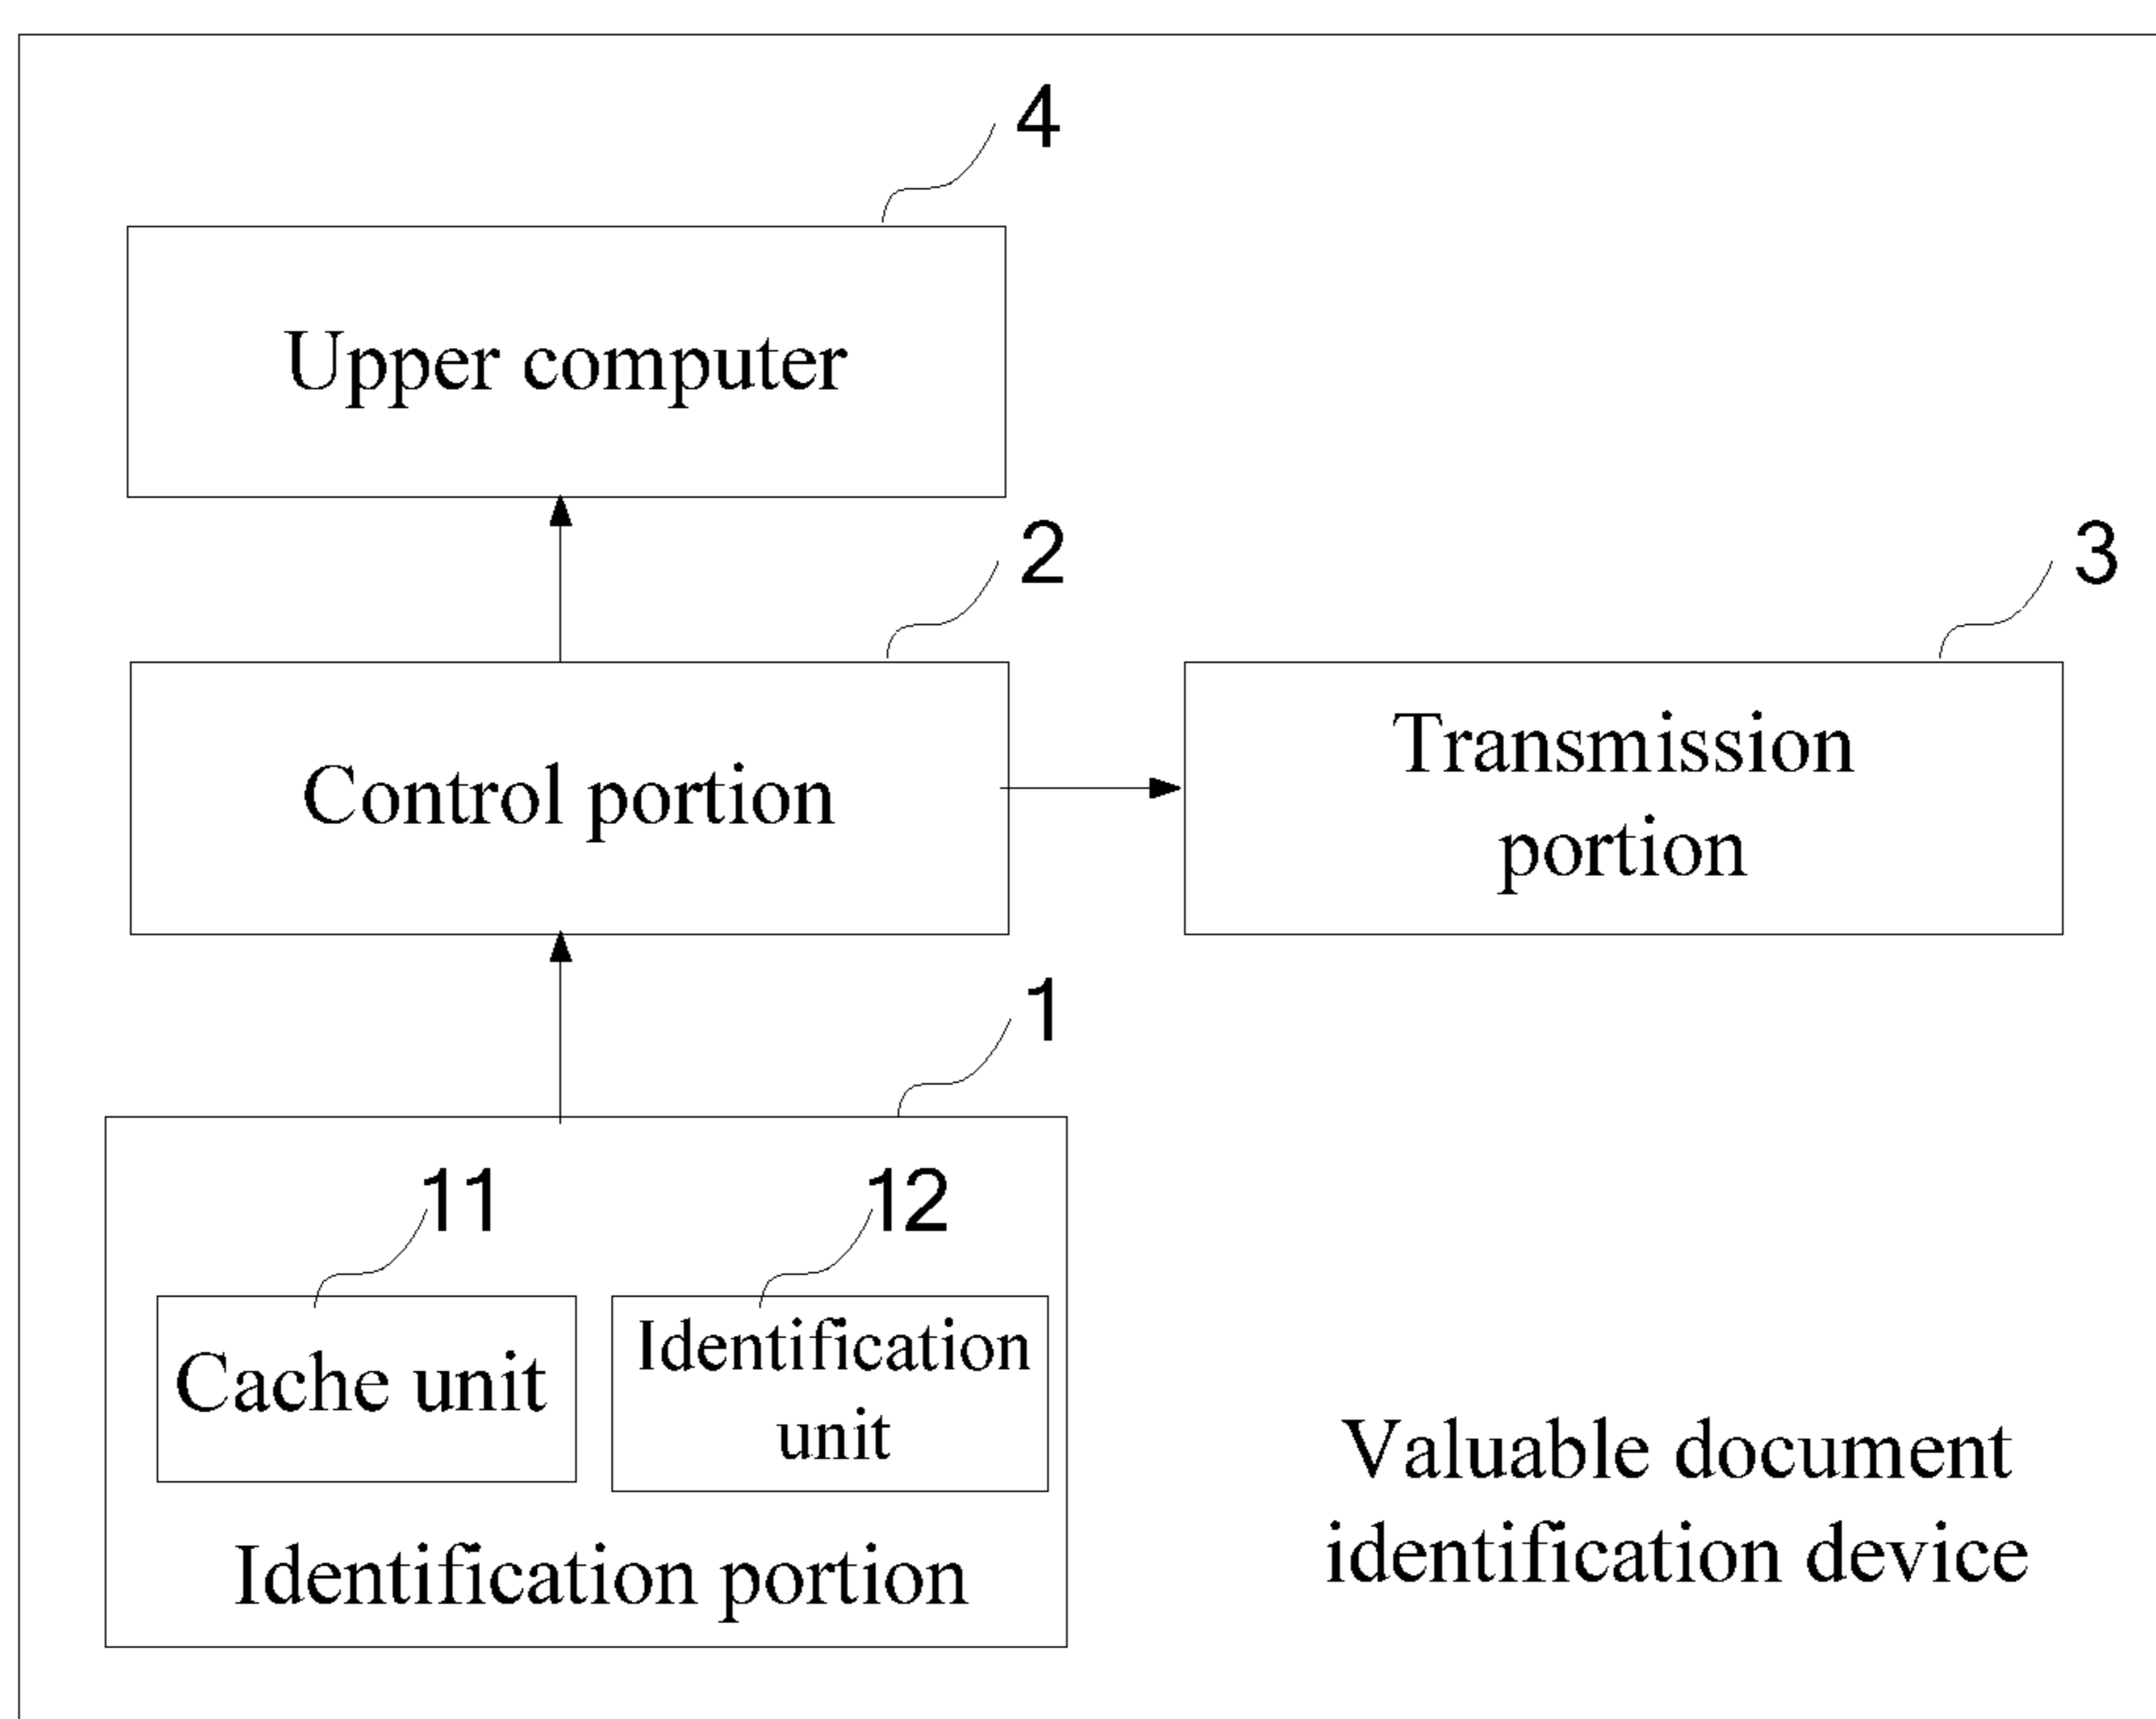 4
Upper computer
2
3
Control portion
Transmission
portion
1
11
12
Cache unit
Identification
unit
Identification portion
Valuable document
identification device